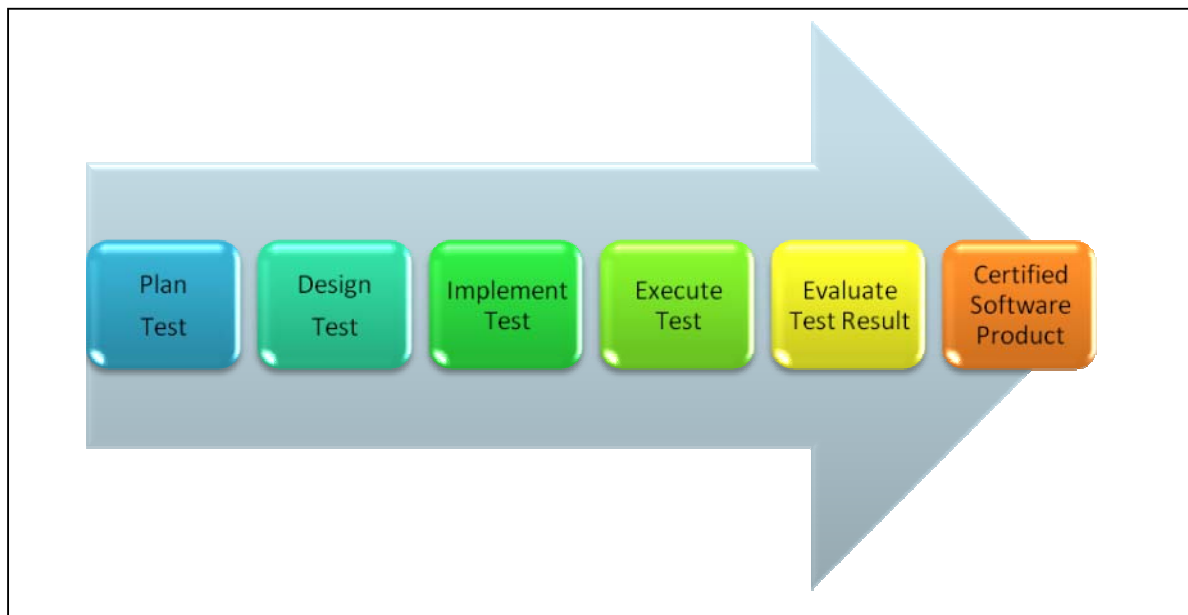 Plan
Test
Design
Test
Implement
Test
Execute
Test
Evaluate
Test Result
Certified
Software
Product